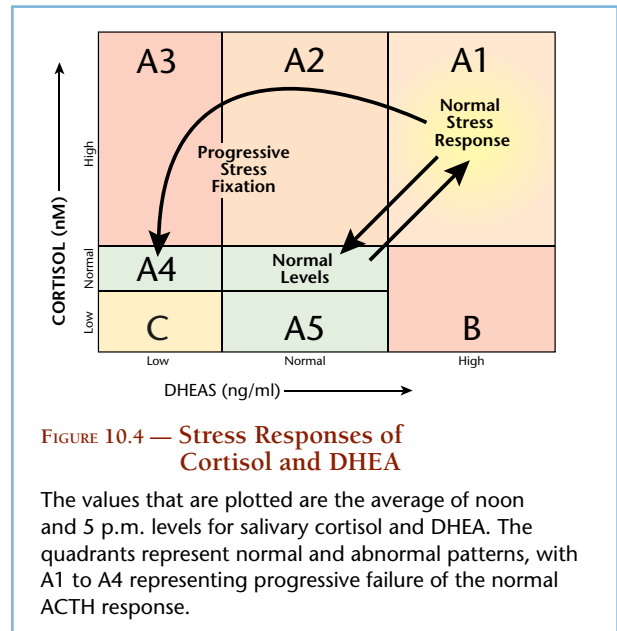 A3
A2
A1
Normal
Stress
Response
Progressive
Stress
Fixation
High
CORTISOL (nM)
Normal
A4
Normal
Levels
Low
C
A5
B
Low
Normal
High
DHEAS (ng/ml)
FIGURE 10.4 — Stress Responses of
Cortisol and DHEA
The values that are plotted are the average of noon
and 5 p.m. levels for salivary cortisol and DHEA. The
quadrants represent normal and abnormal patterns, with
A1 to A4 representing progressive failure of the normal
ACTH response.